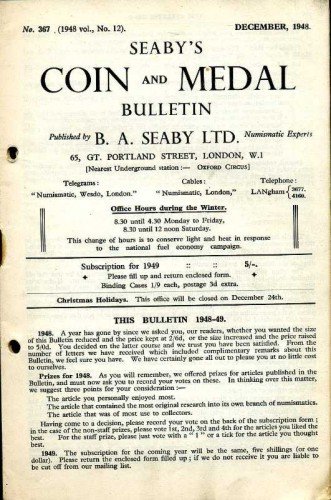 No. 367 (1948 vol., No. 12). DECEMBER, 1948.
SEABY'S
COIN AND MEDAL
BULLETIN
Published by B. A. SEABY LTD. Numismatic Experts
65, GT. PORTLAND STREET, LONDON, W.1
[Nearest Underground station :— OXFORD CIRCUS]
Telegrams : Cables : Telephone :
"Numismatic, Wesdo, London." "Numismatic, London," LANgham { 3677. 4160.
Office Hours during the Winter.
8.30 until 4.30 Monday to Friday,
8.30 until 12 noon Saturday.
This change of hours is to conserve light and heat in response
to the national fuel economy campaign.
Subscription for 1949 :: :: 5/-.
✦ Please fill up and return enclosed form. ✦
Binding Cases 1/9 each, postage 3d extra.
Christmas Holidays. This office will be closed on December 24th.
THIS BULLETIN 1948-49.
1948. A year has gone by since we asked you, our readers, whether you wanted the size
of this Bulletin reduced and the price kept at 2/6d, or the size increased and the price raised
to 5/0d. You decided on the latter course and we trust you have been satisfied. From the
number of letters we have received which included complimentary remarks about this
Bulletin, we feel sure you have. We have certainly gone all out to please you at no little cost
to ourselves.
Prizes for 1948. As you will remember, we offered prizes for articles published in the
Bulletin, and must now ask you to record your votes on these. In thinking over this matter,
we suggest three points for your consideration :—
The article you personally enjoyed most.
The article that contained the most original research into its own branch of numismatics.
The article that was of most use to collectors.
Having come to a decision, please record your vote on the back of the subscription form ;
in the case of the non-staff prizes, please vote 1st, 2nd, 3rd and 4th for the articles you liked the
best. For the staff prize, please just vote with a " 1 " or a tick for the article you thought
best.
1949. The subscription for the coming year will be the same, five shillings (or one
dollar). Please return the enclosed form filled up ; if we do not receive it you are liable to
be cut off from our mailing list.